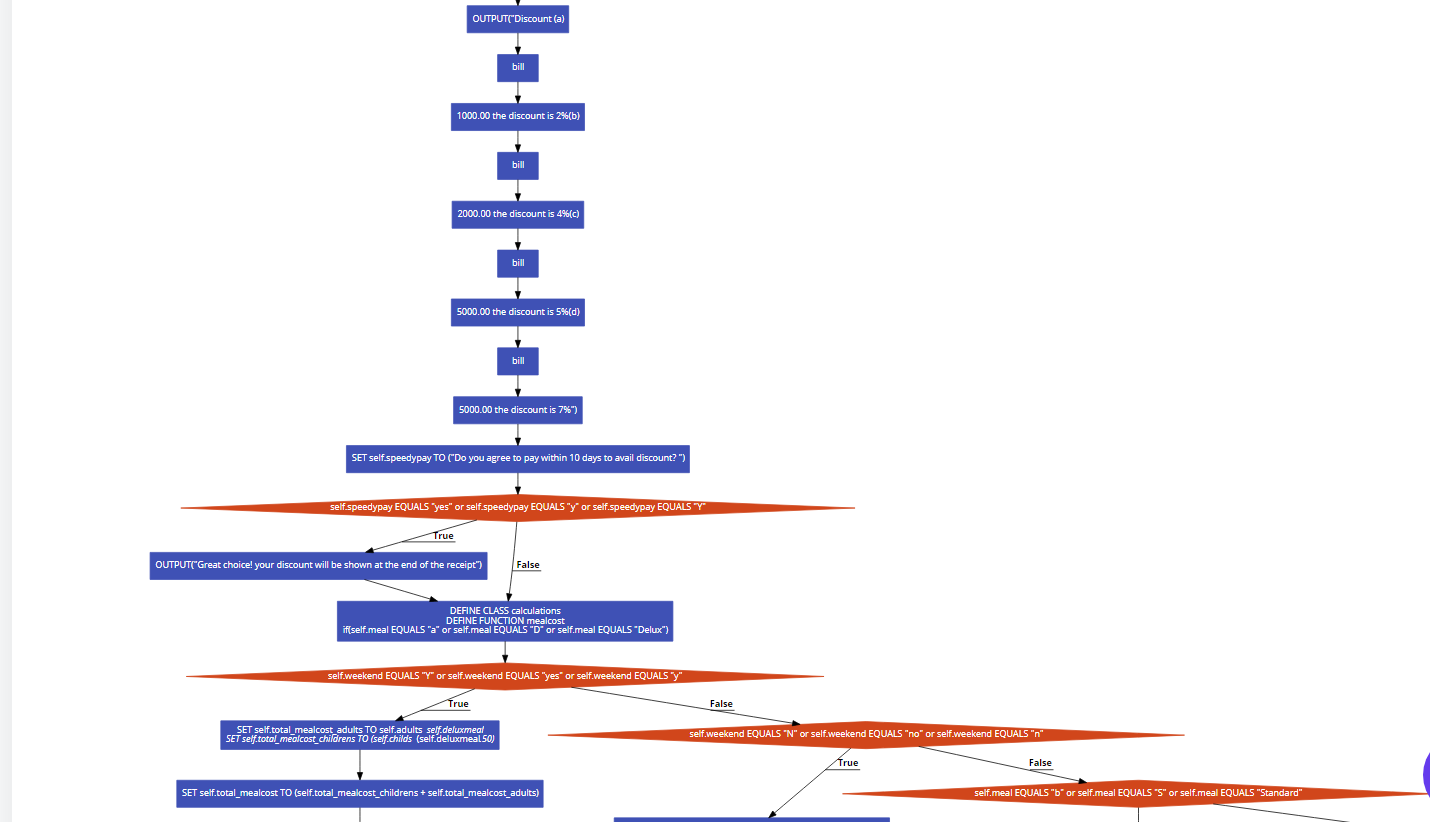 OUTPUT("Discount (a)
bill
1000.00 the discount is 2%(b)
bill
2000.00 the discount is 4%(c)
bill
5000.00 the discount is 5%(d)
bill
5000.00 the discount is 7%")
SET self.speedypay TO ("Do you agree to pay within 10 days to avail discount? ")
self.speedypay EQUALS "yes" or self.speedypay EQUALS "y" or self.speedypay EQUALS "Y"
True
False
OUTPUT("Great choice! your discount will be shown at the end of the receipt")
DEFINE CLASS calculations
DEFINE FUNCTION mealcost
if(self.meal EQUALS "a" or self.meal EQUALS "D" or self.meal EQUALS "Delux")
self.weekend EQUALS "Y" or self.weekend EQUALS "yes" or self.weekend EQUALS "y"
True
False
SET self.total_mealcost_adults TO self.adults self.deluxmeal
SET self.total_mealcost_childrens TO (self.childs (self.deluxmeal.50)
self.weekend EQUALS "N" or self.weekend EQUALS "no" or self.weekend EQUALS "n"
True
False
SET self.total_mealcost TO (self.total_mealcost_childrens + self.total_mealcost_adults)
self.meal EQUALS "b" or self.meal EQUALS "S" or self.meal EQUALS "Standard"